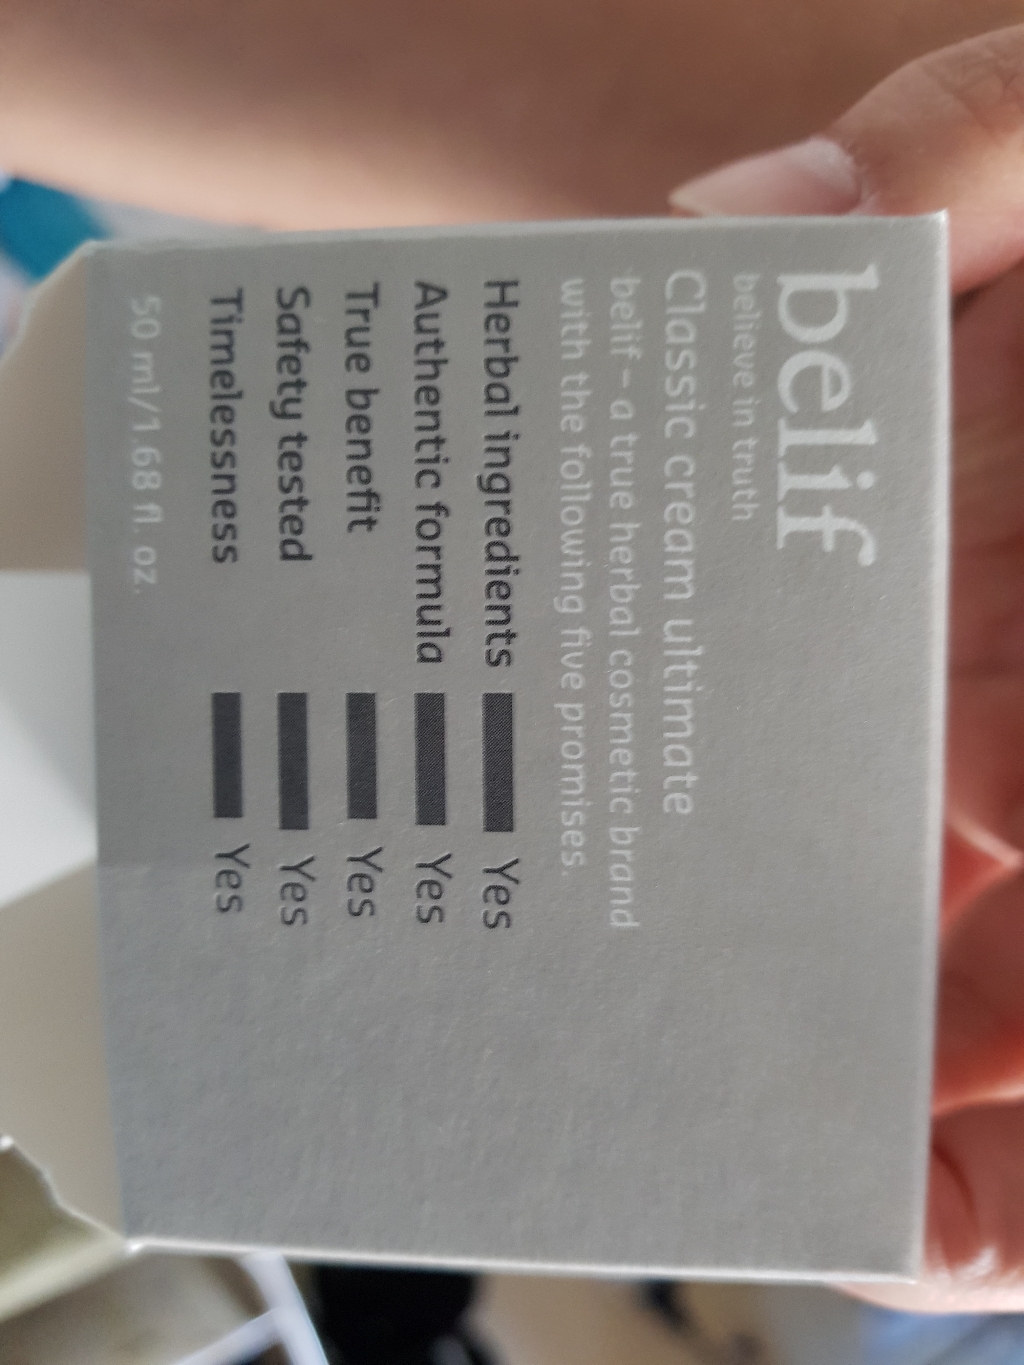 belif
believe in truth
Classic cream ultimate
belif – a true herbal cosmetic brand
with the following five promises.
Herbal ingredients Yes
Authentic formula Yes
True benefit Yes
Safety tested Yes
Timelessness Yes
50 ml/1.68 fl. oz.